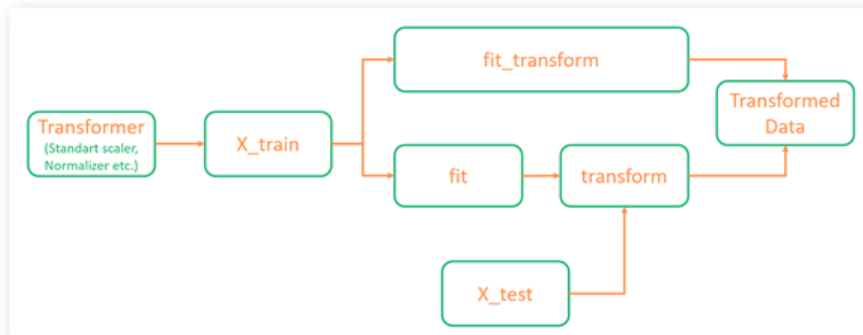 fit_transform
Transformer
(Standart scaler,
Normalizer etc.)
X_train
Transformed
Data
fit
transform
X_test